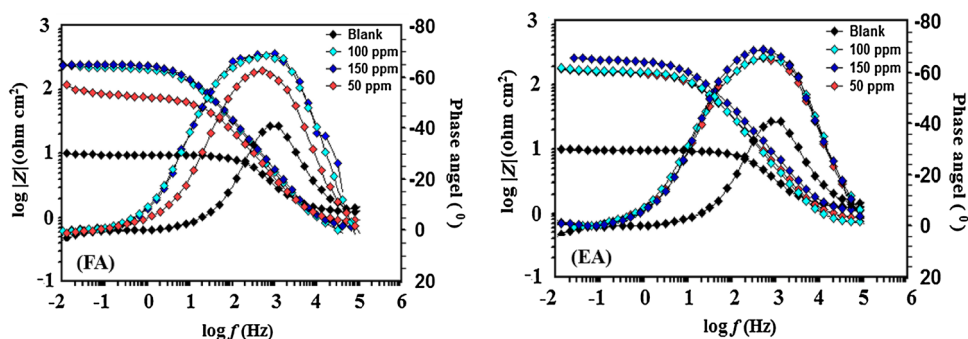 3
2
1
0
-1
log |Z|(ohm cm²)
-80
-60
-40
-20
0
20
Phase angel (⁰)
Blank
100 ppm
150 ppm
50 ppm
(FA)
-2 -1 0 1 2 3 4 5 6
log f (Hz)
3
2
1
0
-1
log |Z|(ohm cm²)
-80
-60
-40
-20
0
20
Phase angel (⁰)
Blank
100 ppm
150 ppm
50 ppm
(EA)
-2 -1 0 1 2 3 4 5 6
log f (Hz)